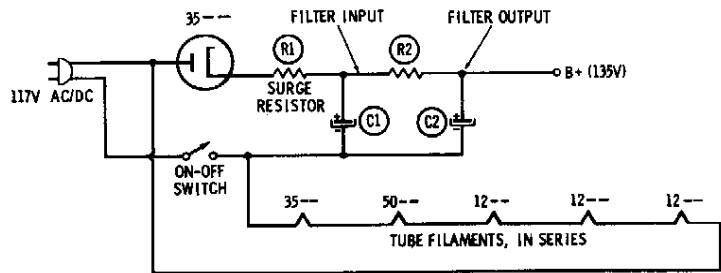 35--
FILTER INPUT
FILTER OUTPUT
R1
R2
B+ (135V)
117V AC/DC
SURGE
RESISTOR
C1
C2
ON-OFF
SWITCH
35--
50--
12--
12--
12--
TUBE FILAMENTS, IN SERIES